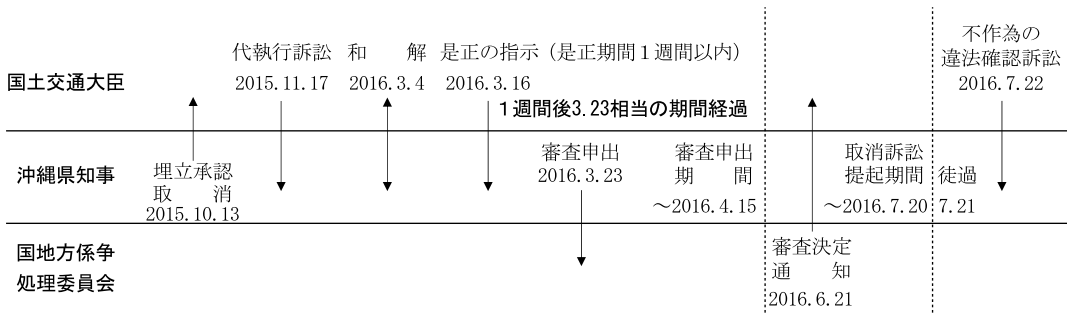 国土交通大臣
代執行訴訟
2015.11.17
和　解
2016.3.4
是正の指示（是正期間１週間以内）
2016.3.16
１週間後3.23相当の期間経過
不作為の
違法確認訴訟
2016.7.22
沖縄県知事
埋立承認
取　消
2015.10.13
審査申出
2016.3.23
審査申出
期　間
～2016.4.15
取消訴訟
提起期間
～2016.7.20
徒過
7.21
国地方係争
処理委員会
審査決定
通　知
2016.6.21